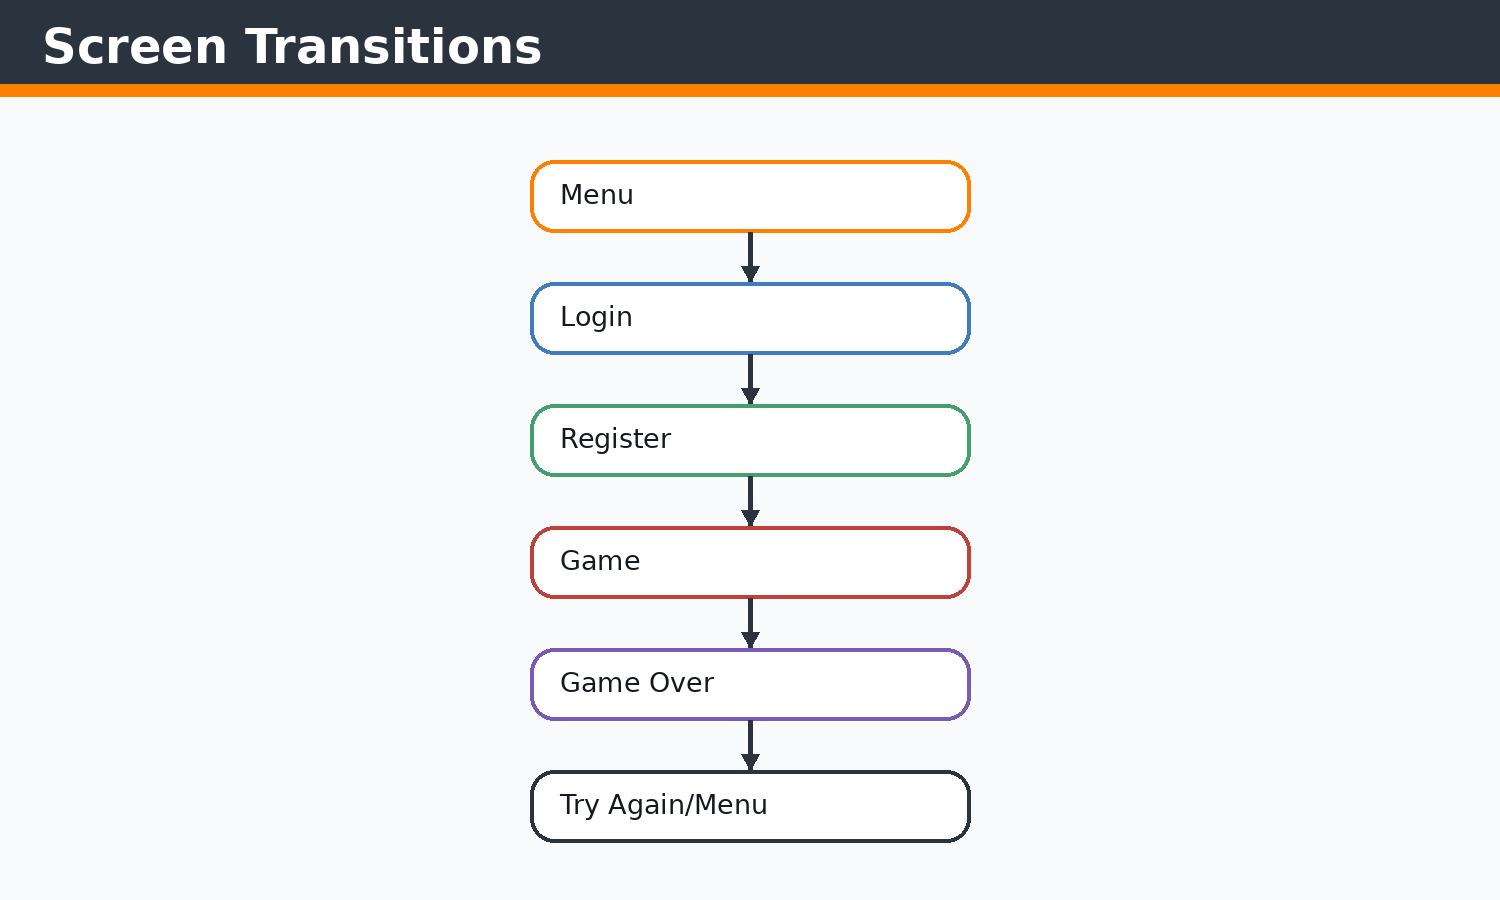 Screen Transitions
Menu
Login
Register
Game
Game Over
Try Again/Menu